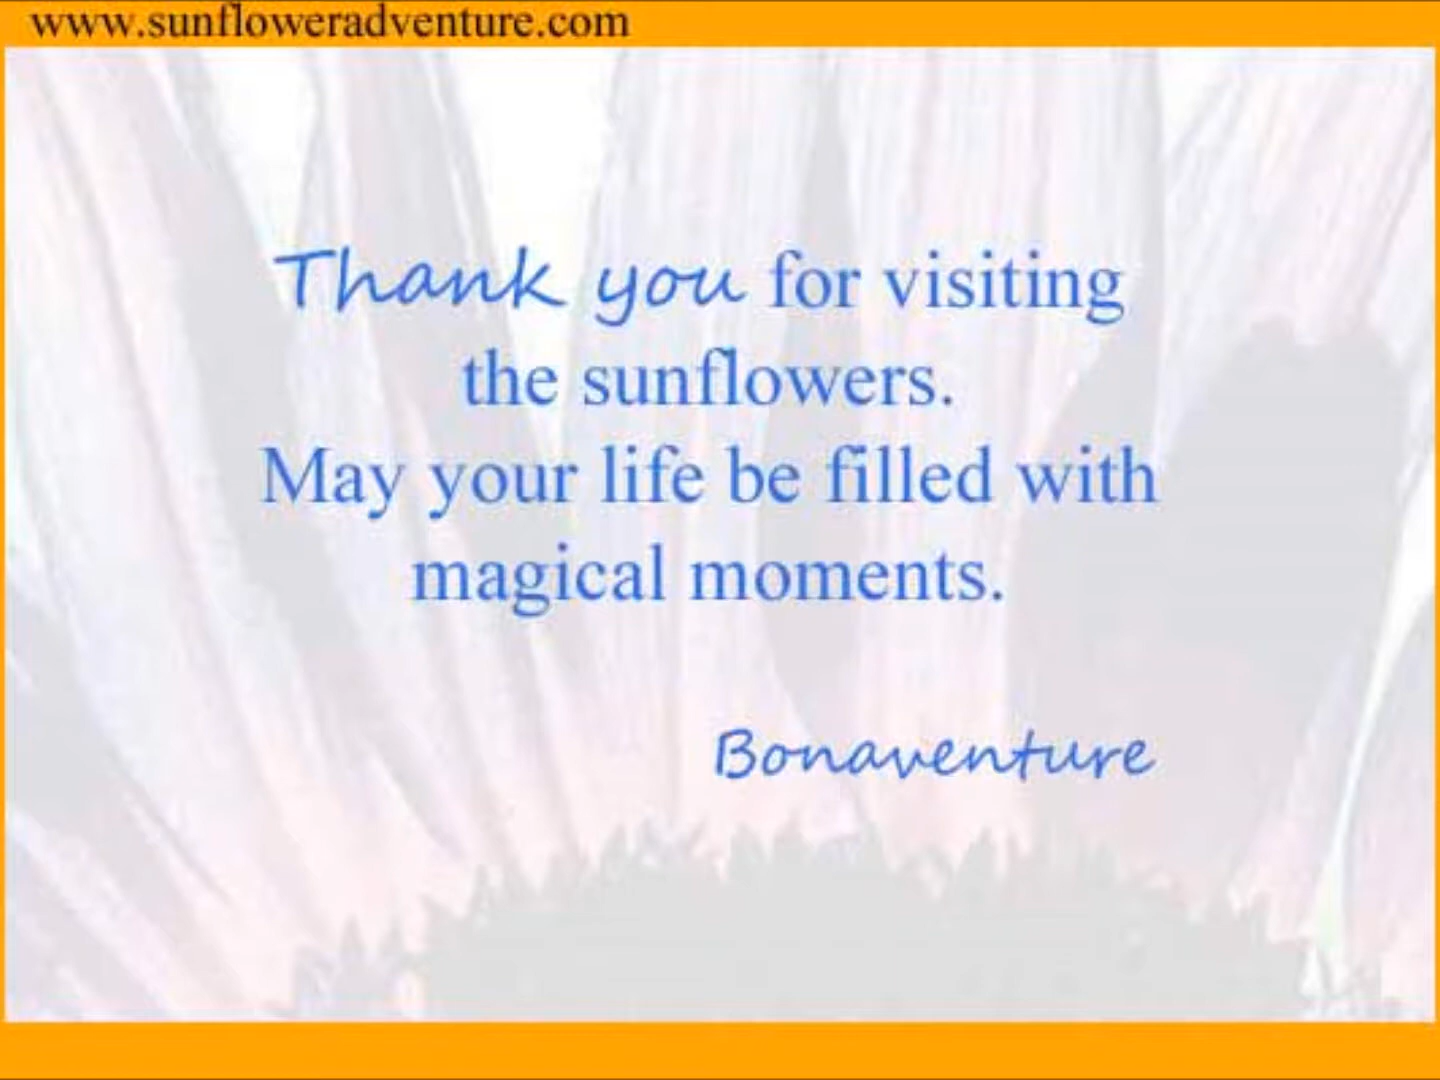 www.sunfloweradventure.com
Thank you for visiting
the sunflowers.
May your life be filled with
magical moments.
Bonaventure